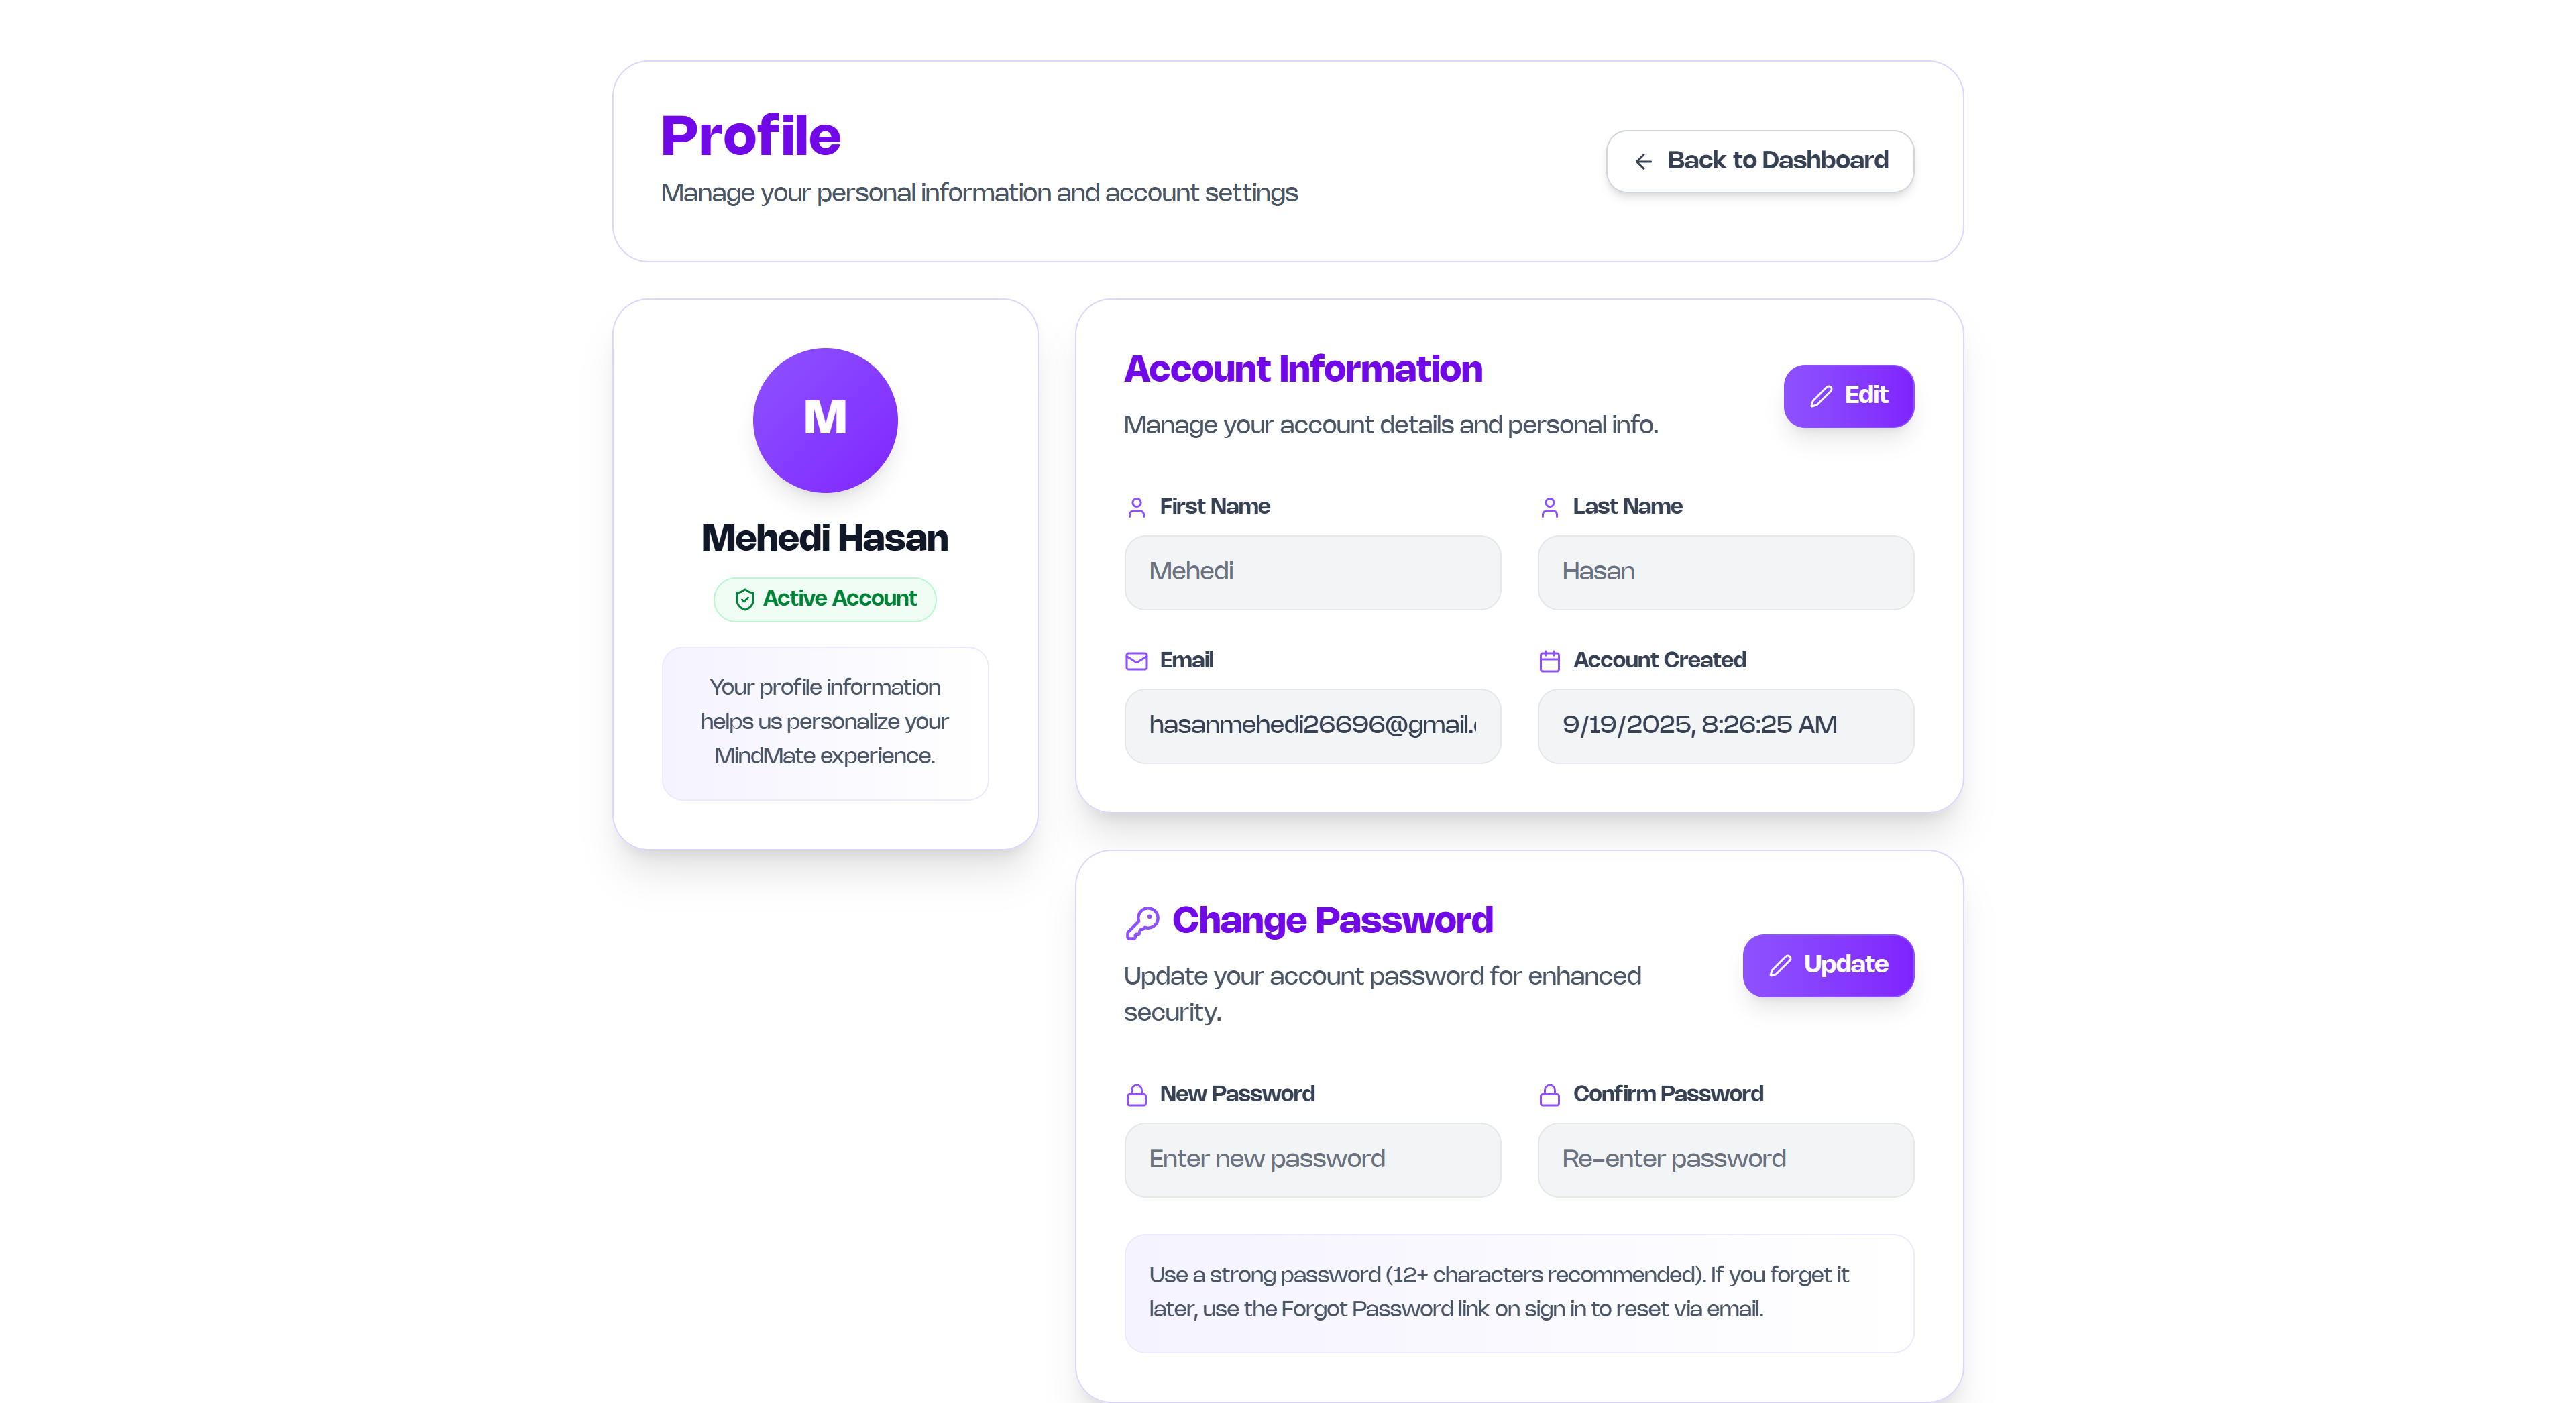 Profile
Manage your personal information and account settings
Back to Dashboard
M
Mehedi Hasan
Active Account
Your profile information
helps us personalize your
MindMate experience.
Account Information
Manage your account details and personal info.
Edit
First Name
Mehedi
Last Name
Hasan
Email
hasanmehedi26696@gmail.
Account Created
9/19/2025, 8:26:25 AM
Change Password
Update your account password for enhanced
security.
Update
New Password
Enter new password
Confirm Password
Re-enter password
Use a strong password (12+ characters recommended). If you forget it
later, use the Forgot Password link on sign in to reset via email.